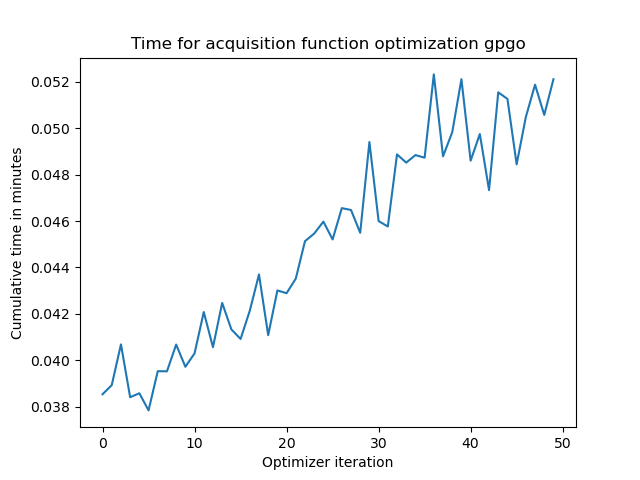 Time for acquisition function optimization gpgo
Cumulative time in minutes
0.052
0.050
0.048
0.046
0.044
0.042
0.040
0.038
0 10 20 30 40 50
Optimizer iteration